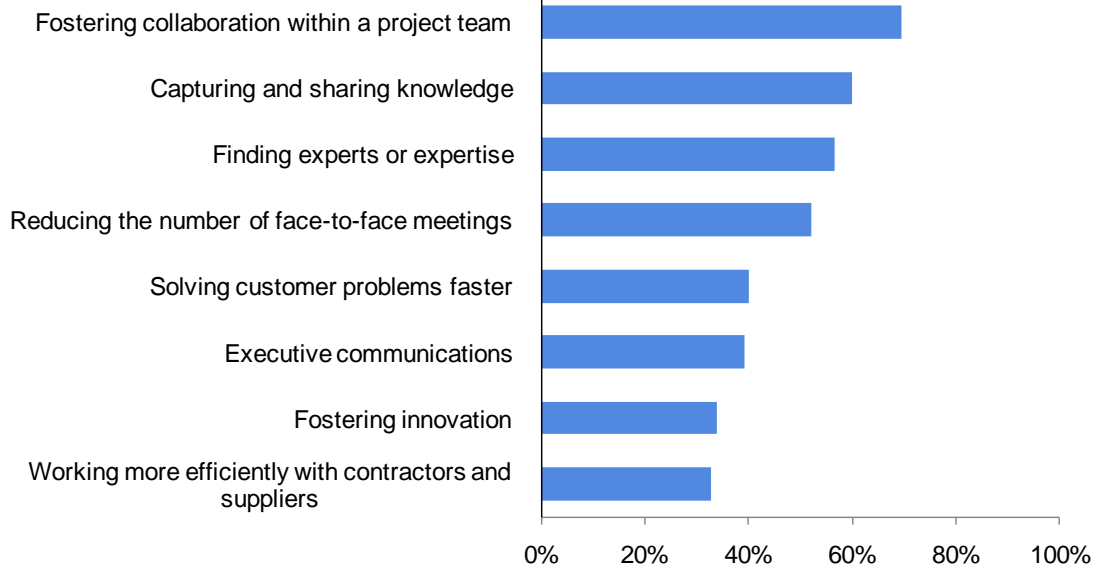 Fostering collaboration within a project team
Capturing and sharing knowledge
Finding experts or expertise
Reducing the number of face-to-face meetings
Solving customer problems faster
Executive communications
Fostering innovation
Working more efficiently with contractors and
suppliers
0% 20% 40% 60% 80% 100%